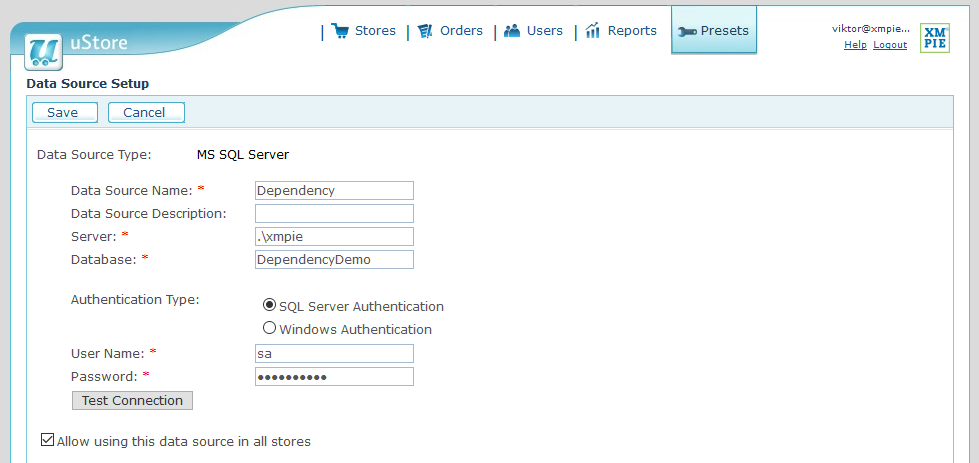 uStore
Stores Orders Users Reports Presets
viktor@xmpie...
Help Logout
XM
PIE
Data Source Setup
Save Cancel
Data Source Type: MS SQL Server
Data Source Name: * Dependency
Data Source Description:
Server: * .\xmpie
Database: * DependencyDemo
Authentication Type:
SQL Server Authentication
Windows Authentication
User Name: * sa
Password: * ••••••••••
Test Connection
Allow using this data source in all stores